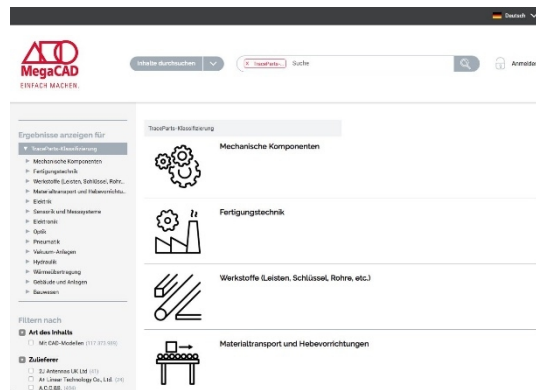 Deutsch
MegaCAD
EINFACH MACHEN.
Inhalte durchsuchen
TraceParts-...
Suche
Anmelden
Ergebnisse anzeigen für
TraceParts-Klassifizierung
Mechanische Komponenten
Fertigungstechnik
Werkstoffe (Leisten, Schlüssel, Rohr...
Materialtransport und Hebevorrichtu...
Elektrik
Sensorik und Messsysteme
Elektronik
Optik
Pneumatik
Vakuum-Anlagen
Hydraulik
Wärmeübertragung
Gebäude und Anlagen
Bauwesen
Filtern nach
Art des Inhalts
Mit CAD-Modellen
Zulieferer
2J Antennas UK Ltd
A+ Linear Technology Co., Ltd. (24)
A.C.G&B.
TraceParts-Klassifizierung
Mechanische Komponenten
Fertigungstechnik
Werkstoffe (Leisten, Schlüssel, Rohre, etc.)
Materialtransport und Hebevorrichtungen